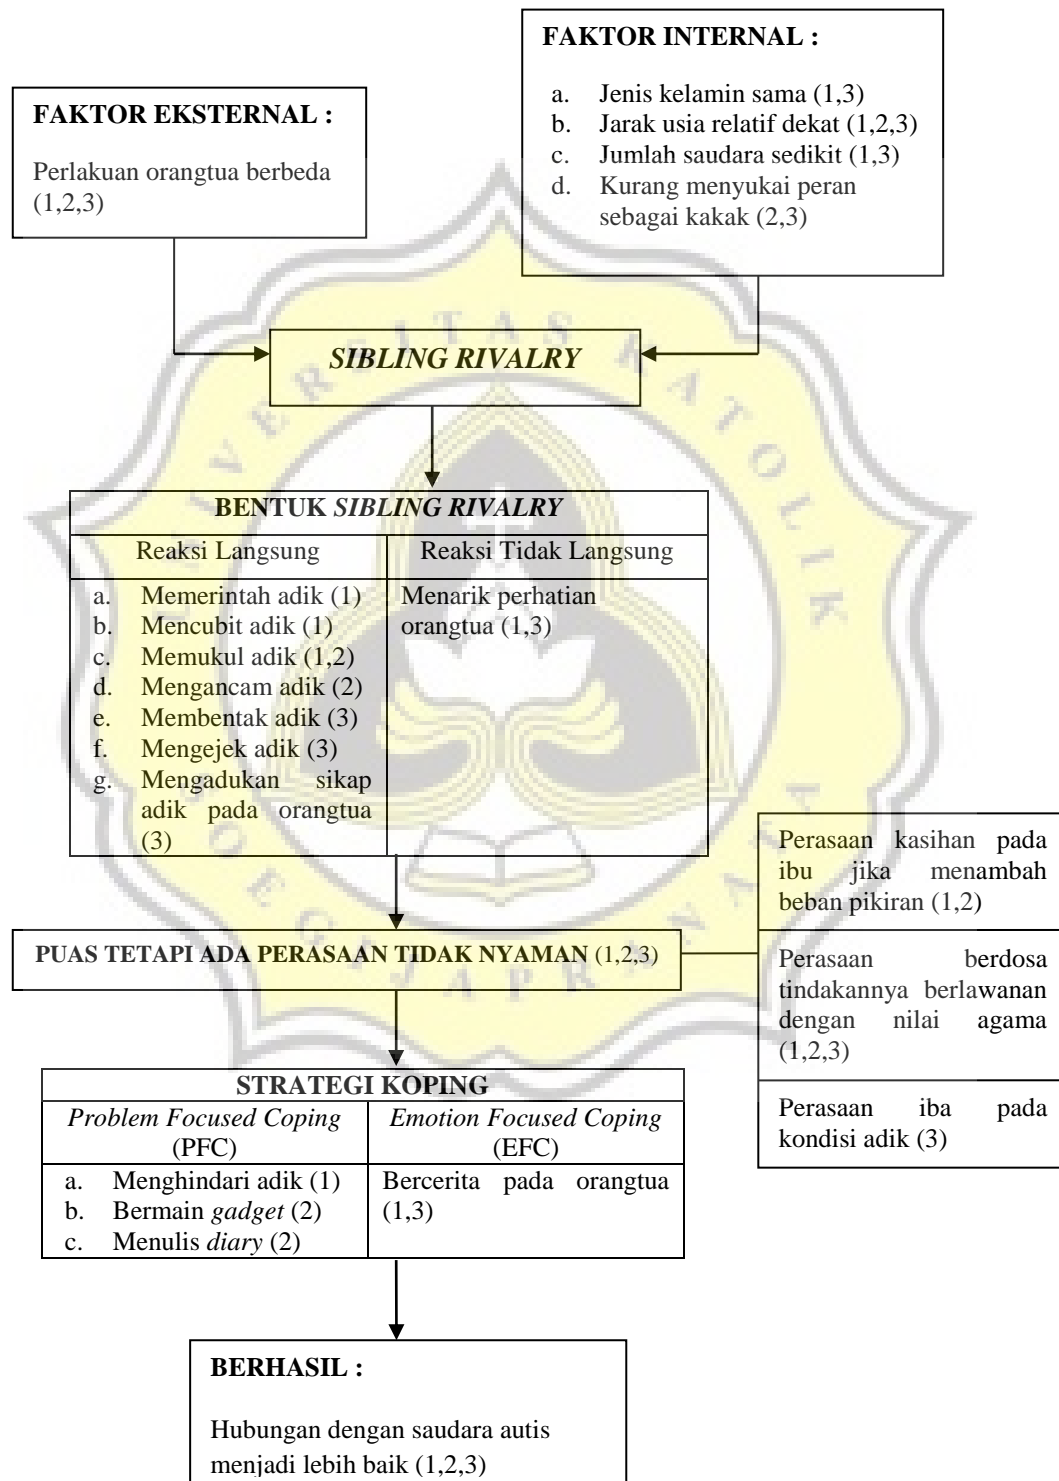 FAKTOR INTERNAL :
a. Jenis kelamin sama (1,3)
b. Jarak usia relatif dekat (1,2,3)
c. Jumlah saudara sedikit (1,3)
d. Kurang menyukai peran
sebagai kakak (2,3)
FAKTOR EKSTERNAL :
Perlakuan orangtua berbeda
(1,2,3)
SIBLING RIVALRY
BENTUK SIBLING RIVALRY
Reaksi Langsung
a. Memerintah adik (1)
b. Mencubit adik (1)
c. Memukul adik (1,2)
d. Mengancam adik (2)
e. Membentak adik (3)
f. Mengejek adik (3)
g. Mengadukan sikap
adik pada orangtua
(3)
Reaksi Tidak Langsung
Menarik perhatian
orangtua (1,3)
PUAS TETAPI ADA PERASAAN TIDAK NYAMAN (1,2,3)
Perasaan kasihan pada
ibu jika menambah
beban pikiran (1,2)
Perasaan berdosa
tindakannya berlawanan
dengan nilai agama
(1,2,3)
Perasaan iba pada
kondisi adik (3)
STRATEGI KOPING
Problem Focused Coping
(PFC)
a. Menghindari adik (1)
b. Bermain gadget (2)
c. Menulis diary (2)
Emotion Focused Coping
(EFC)
Bercerita pada orangtua
(1,3)
BERHASIL :
Hubungan dengan saudara autis
menjadi lebih baik (1,2,3)
UNIVERSITAS KATOLIK
SOEGIJAPRANATA